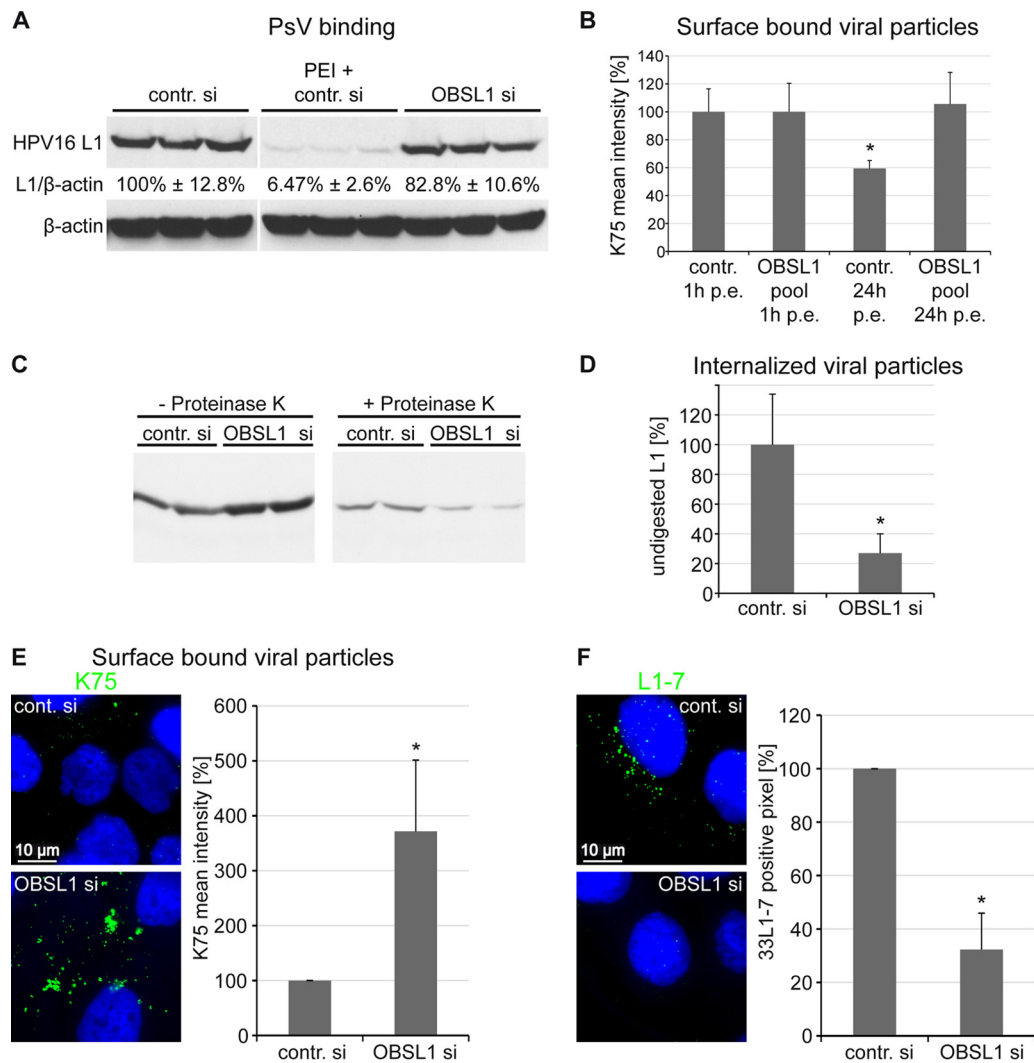 A
PsV binding
contr. si
PEI +
contr. si
OBSL1 si
HPV16 L1
L1/β-actin
100% ± 12.8%
6.47% ± 2.6%
82.8% ± 10.6%
β-actin
B
Surface bound viral particles
K75 mean intensity [%]
140
120
100
80
60
40
20
0
*
contr.
1h p.e.
OBSL1
pool
1h p.e.
contr.
24h
p.e.
OBSL1
pool
24h p.e.
C
- Proteinase K
contr. si
OBSL1 si
+ Proteinase K
contr. si
OBSL1 si
D
Internalized viral particles
undigested L1 [%]
120
100
80
60
40
20
0
*
contr. si
OBSL1 si
E
Surface bound viral particles
K75
cont. si
10 µm
OBSL1 si
K75 mean intensity [%]
600
500
400
300
200
100
0
*
contr. si
OBSL1 si
F
L1-7
cont. si
10 µm
OBSL1 si
33L1-7 positive pixel [%]
120
100
80
60
40
20
0
*
contr. si
OBSL1 si